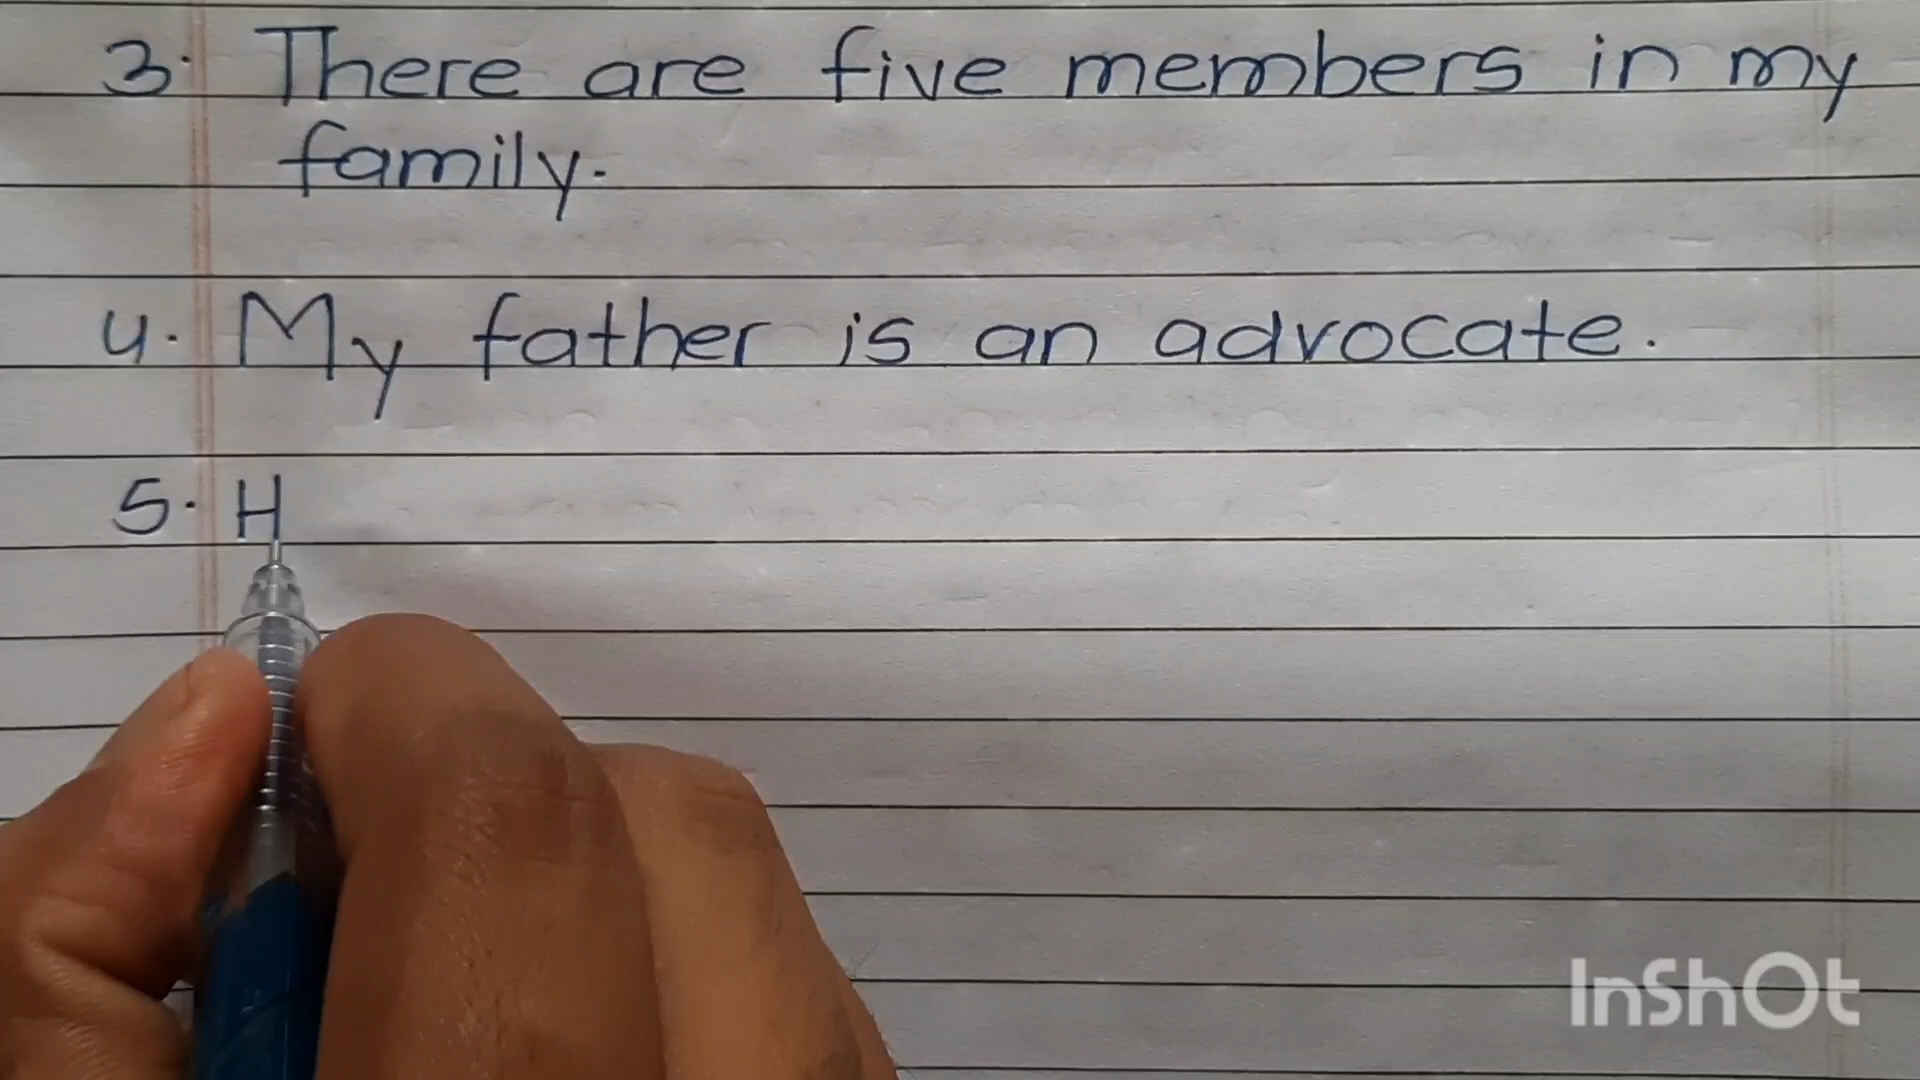 3. There are five members in my
family.
4. My father is an advocate.
5. H
InShOt